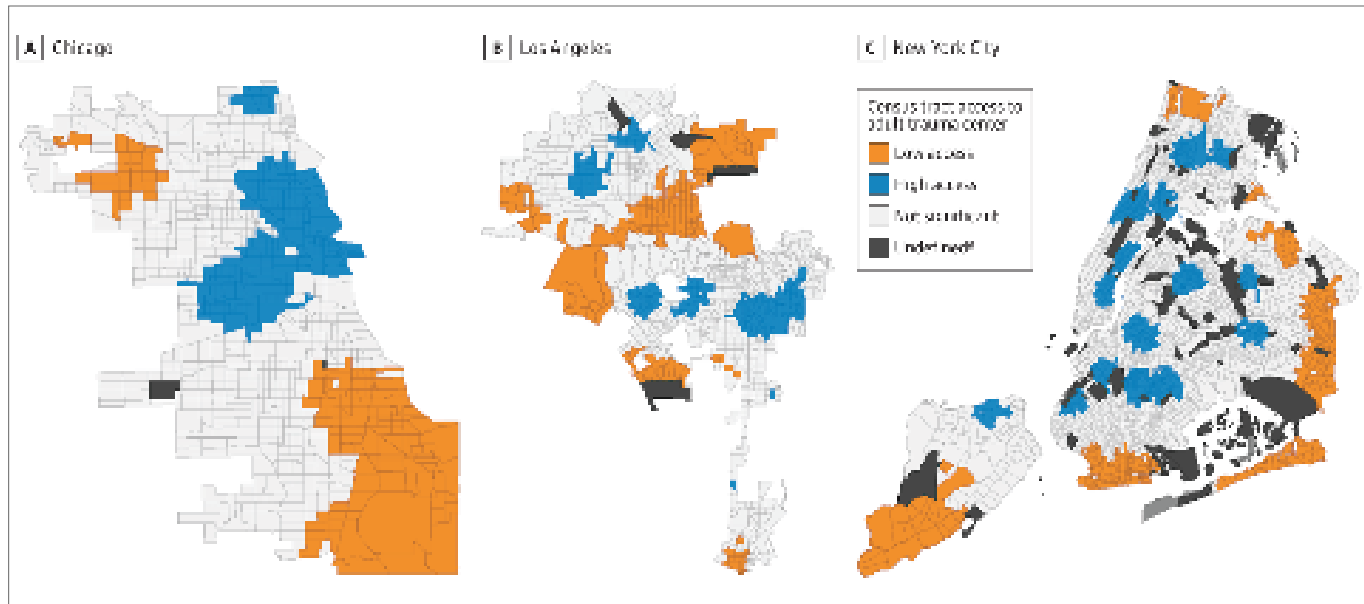 A Chicago
B Los Angeles
C New York City
Census tract access to
adult trauma center
Low access
High access
Not significant
Undefined